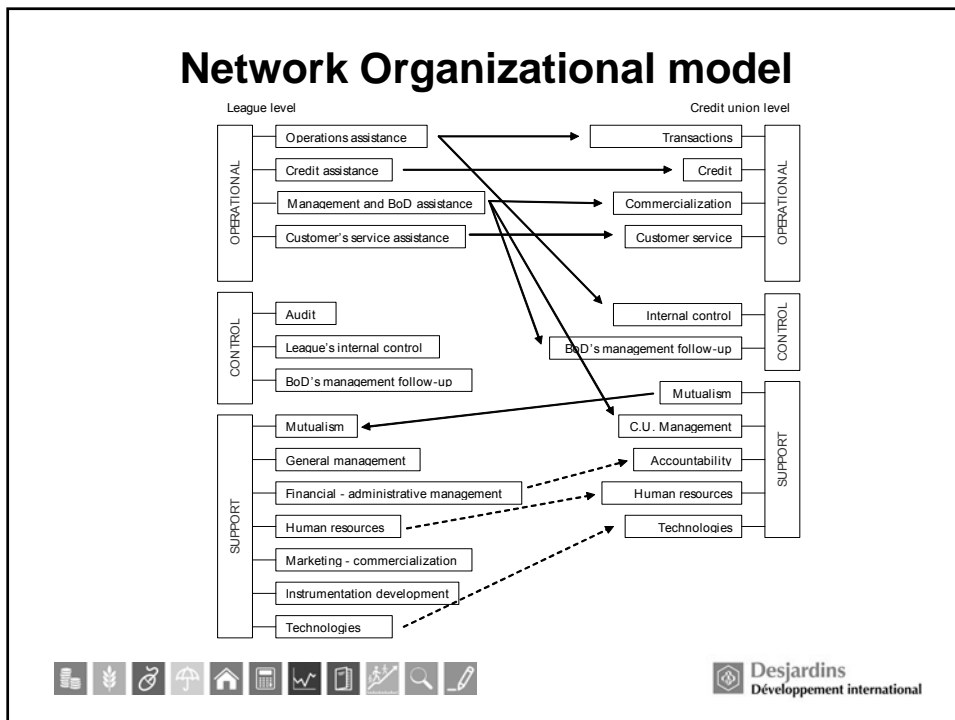 Network Organizational model
League level
Credit union level
OPERATIONAL
Operations assistance
Credit assistance
Management and BoD assistance
Customer's service assistance
CONTROL
Audit
League's internal control
BoD's management follow-up
SUPPORT
Mutualism
General management
Financial - administrative management
Human resources
Marketing - commercialization
Instrumentation development
Technologies
Transactions
Credit
Commercialization
Customer service
OPERATIONAL
Internal control
BoD's management follow-up
CONTROL
Mutualism
C.U. Management
Accountability
Human resources
Technologies
SUPPORT
Desjardins
Développement international